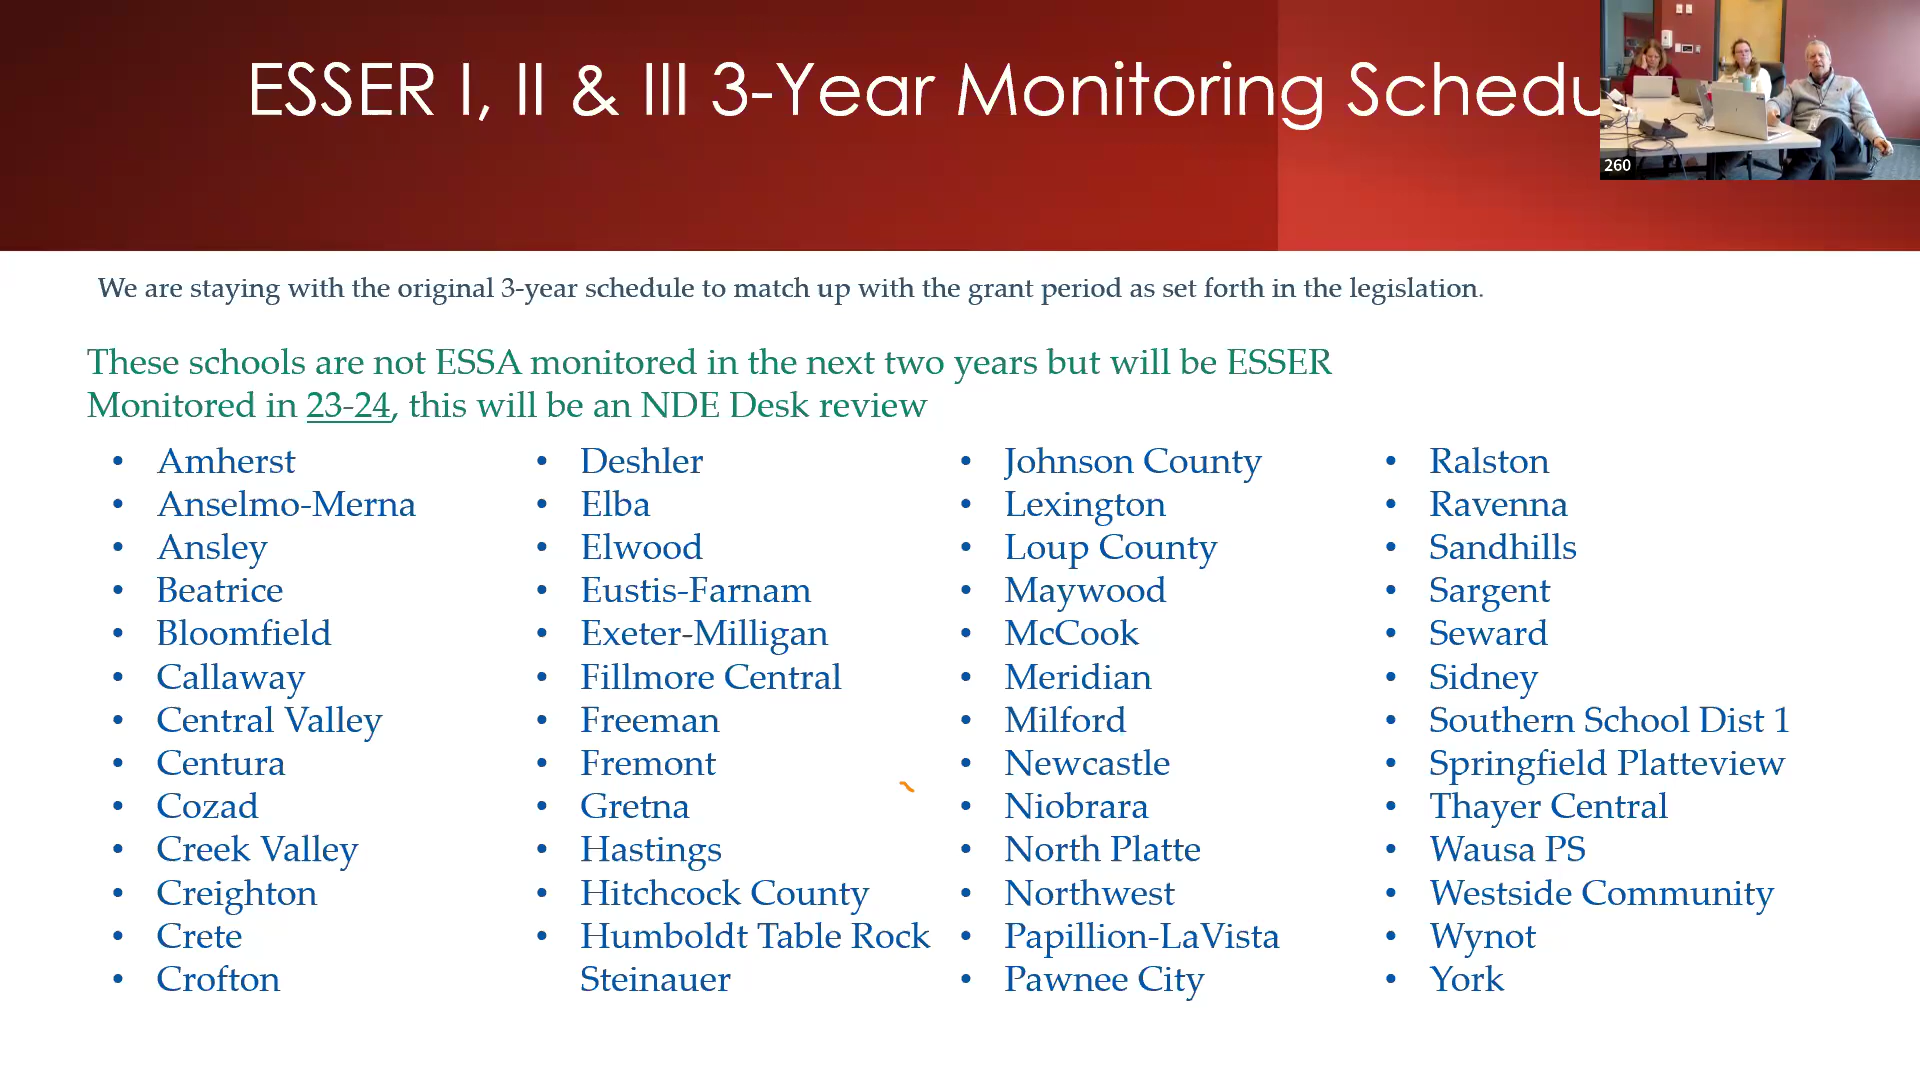 ESSER I, II & III 3-Year Monitoring Schedu
260
We are staying with the original 3-year schedule to match up with the grant period as set forth in the legislation.
These schools are not ESSA monitored in the next two years but will be ESSER
Monitored in 23-24, this will be an NDE Desk review
• Amherst
• Anselmo-Merna
• Ansley
• Beatrice
• Bloomfield
• Callaway
• Central Valley
• Centura
• Cozad
• Creek Valley
• Creighton
• Crete
• Crofton
• Deshler
• Elba
• Elwood
• Eustis-Farnam
• Exeter-Milligan
• Fillmore Central
• Freeman
• Fremont
• Gretna
• Hastings
• Hitchcock County
• Humboldt Table Rock
Steinauer
• Johnson County
• Lexington
• Loup County
• Maywood
• McCook
• Meridian
• Milford
• Newcastle
• Niobrara
• North Platte
• Northwest
• Papillion-LaVista
• Pawnee City
• Ralston
• Ravenna
• Sandhills
• Sargent
• Seward
• Sidney
• Southern School Dist 1
• Springfield Platteview
• Thayer Central
• Wausa PS
• Westside Community
• Wynot
• York